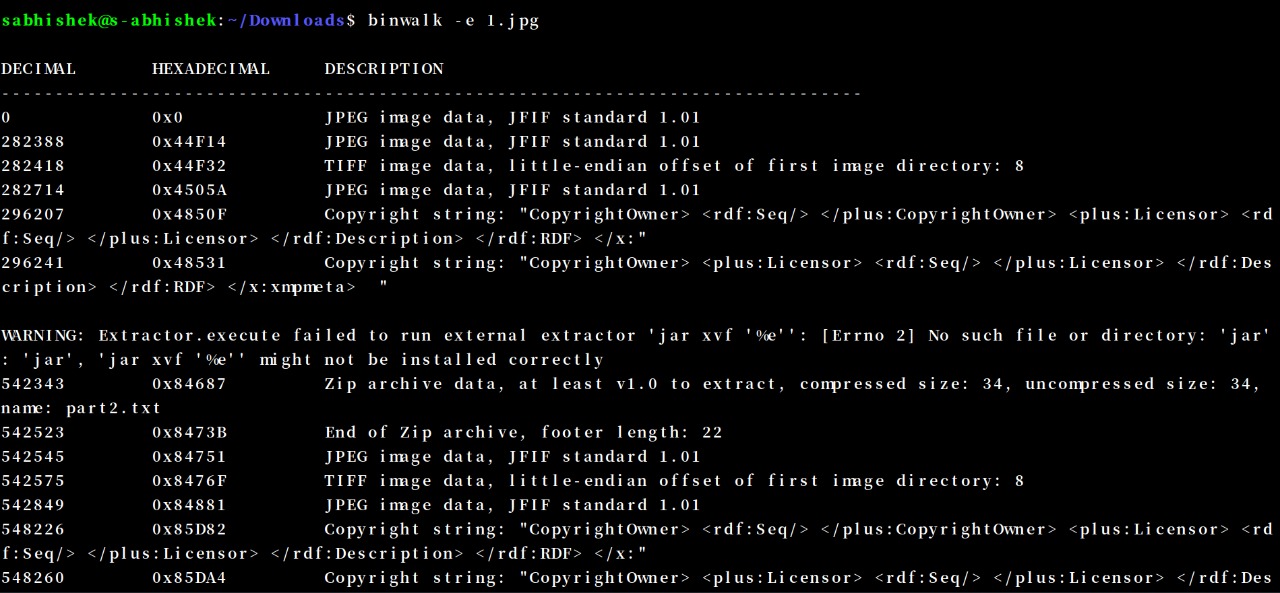 sabhishek@s-abhishek:~/Downloads$ binwalk -e 1.jpg
DECIMAL HEXADECIMAL DESCRIPTION
--------------------------------------------------------------------------------
0 0x0 JPEG image data, JFIF standard 1.01
282388 0x44F14 JPEG image data, JFIF standard 1.01
282418 0x44F32 TIFF image data, little-endian offset of first image directory: 8
282714 0x4505A JPEG image data, JFIF standard 1.01
296207 0x4850F Copyright string: "CopyrightOwner> <rdf:Seq/> </plus:CopyrightOwner> <plus:Licensor> <rd
f:Seq/> </plus:Licensor> </rdf:Description> </rdf:RDF> </x:"
296241 0x48531 Copyright string: "CopyrightOwner> <plus:Licensor> <rdf:Seq/> </plus:Licensor> </rdf:Des
cription> </rdf:RDF> </x:xmpmeta> "
WARNING: Extractor.execute failed to run external extractor 'jar xvf '%e'': [Errno 2] No such file or directory: 'jar'
: 'jar', 'jar xvf '%e'' might not be installed correctly
542343 0x84687 Zip archive data, at least v1.0 to extract, compressed size: 34, uncompressed size: 34,
name: part2.txt
542523 0x8473B End of Zip archive, footer length: 22
542545 0x84751 JPEG image data, JFIF standard 1.01
542575 0x8476F TIFF image data, little-endian offset of first image directory: 8
542849 0x84881 JPEG image data, JFIF standard 1.01
548226 0x85D82 Copyright string: "CopyrightOwner> <rdf:Seq/> </plus:CopyrightOwner> <plus:Licensor> <rd
f:Seq/> </plus:Licensor> </rdf:Description> </rdf:RDF> </x:"
548260 0x85DA4 Copyright string: "CopyrightOwner> <plus:Licensor> <rdf:Seq/> </plus:Licensor> </rdf:Des